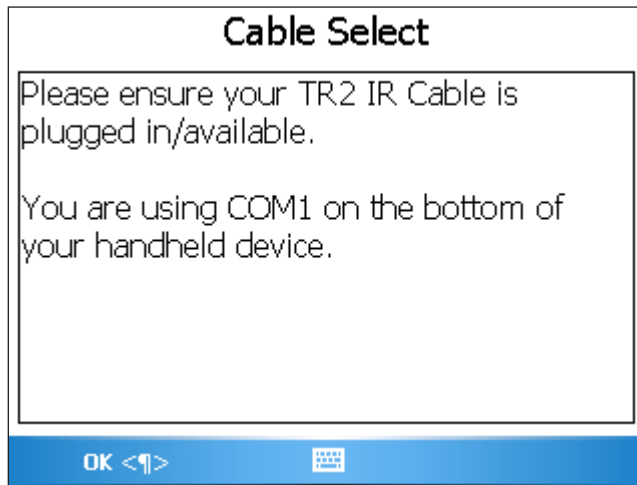 Cable Select
Please ensure your TR2 IR Cable is
plugged in/available.
You are using COM1 on the bottom of
your handheld device.
OK <¶>